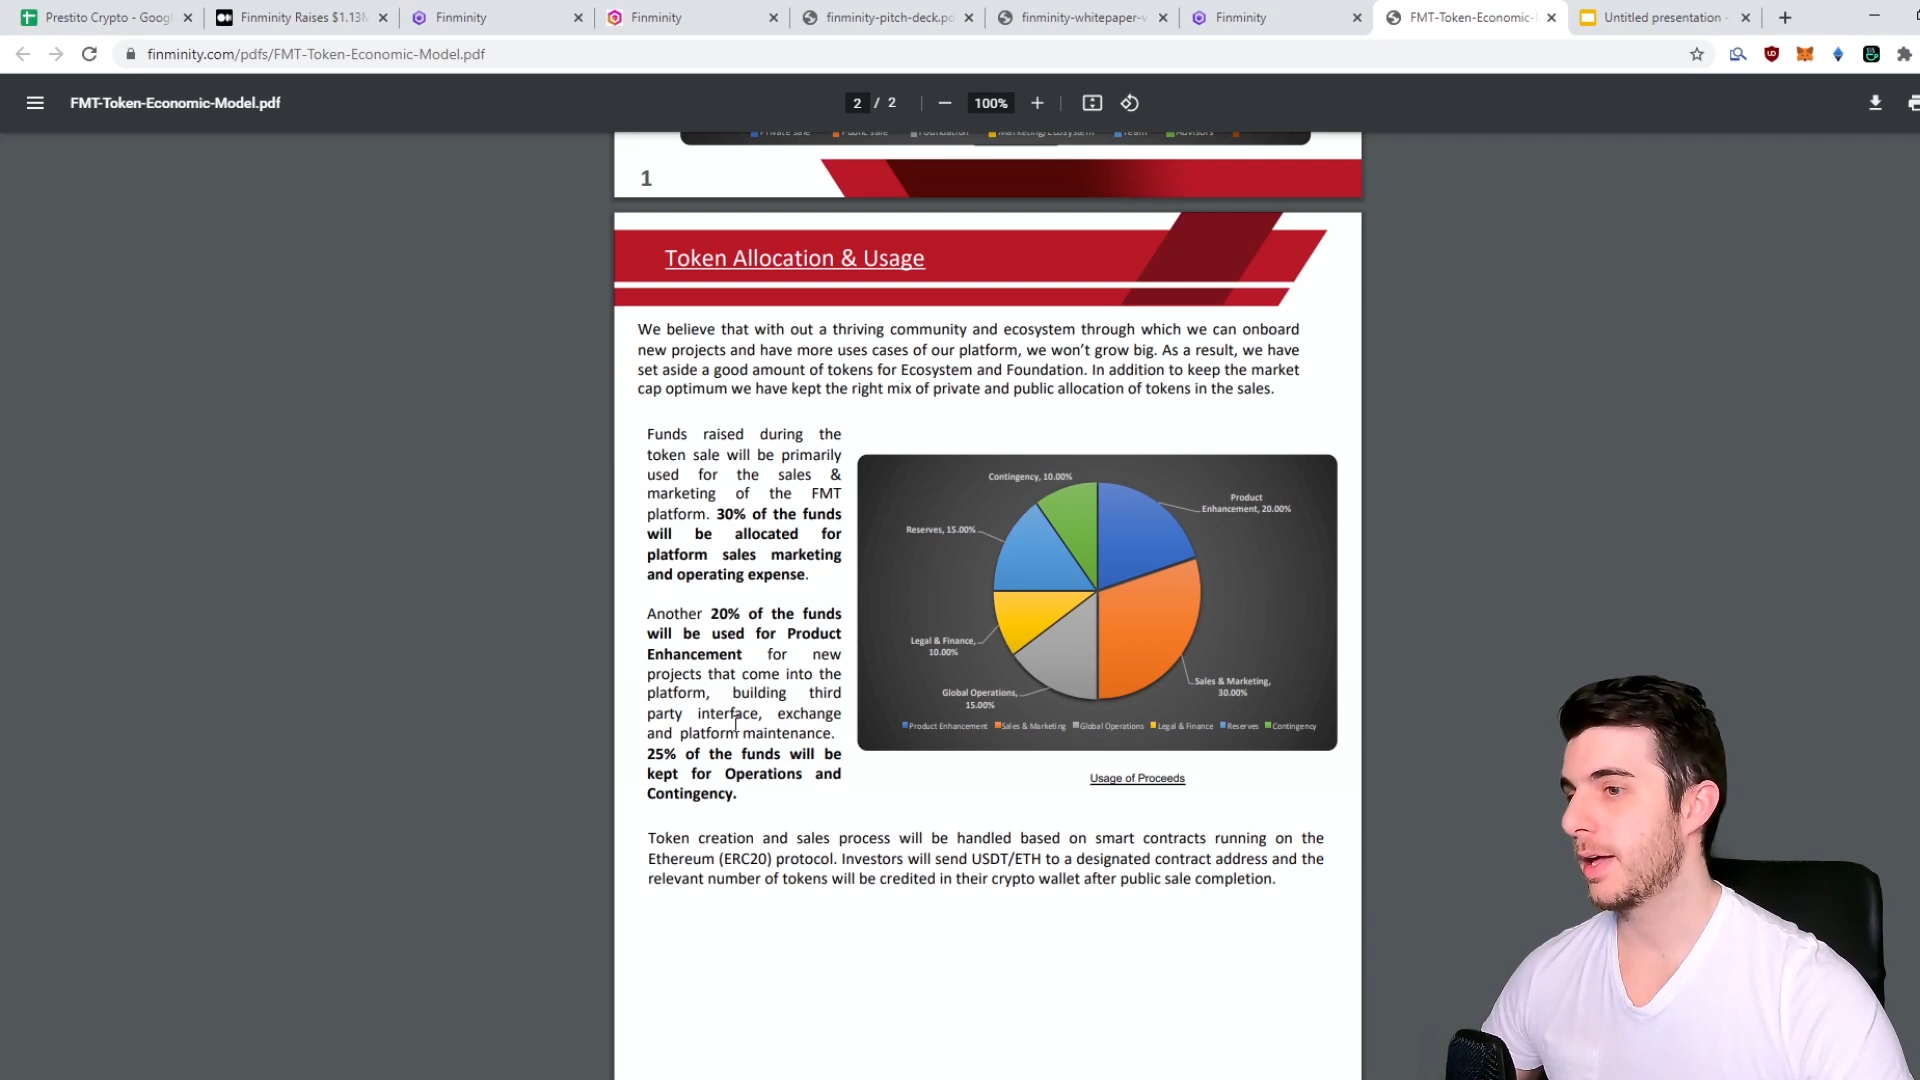 Prestito Crypto - Goog
Finminity Raises $1.13M
Finminity
Finminity
finminity-pitch-deck.pd
finminity-whitepaper-v
Finminity
FMT-Token-Economic-
Untitled presentation -
finminity.com/pdfs/FMT-Token-Economic-Model.pdf
FMT-Token-Economic-Model.pdf
2 / 2
100%
Private sale Public sale Foundation Marketing/Ecosystem Team Advisors
1
Token Allocation & Usage
We believe that with out a thriving community and ecosystem through which we can onboard
new projects and have more uses cases of our platform, we won't grow big. As a result, we have
set aside a good amount of tokens for Ecosystem and Foundation. In addition to keep the market
cap optimum we have kept the right mix of private and public allocation of tokens in the sales.
Funds raised during the
token sale will be primarily
used for the sales &
marketing of the FMT
platform. 30% of the funds
will be allocated for
platform sales marketing
and operating expense.
Another 20% of the funds
will be used for Product
Enhancement for new
projects that come into the
platform, building third
party interface, exchange
and platform maintenance.
25% of the funds will be
kept for Operations and
Contingency.
Contingency, 10.00%
Product
Enhancement, 20.00%
Reserves, 15.00%
Legal & Finance,
10.00%
Sales & Marketing,
30.00%
Global Operations,
15.00%
Product Enhancement Sales & Marketing Global Operations Legal & Finance Reserves Contingency
Usage of Proceeds
Token creation and sales process will be handled based on smart contracts running on the
Ethereum (ERC20) protocol. Investors will send USDT/ETH to a designated contract address and the
relevant number of tokens will be credited in their crypto wallet after public sale completion.